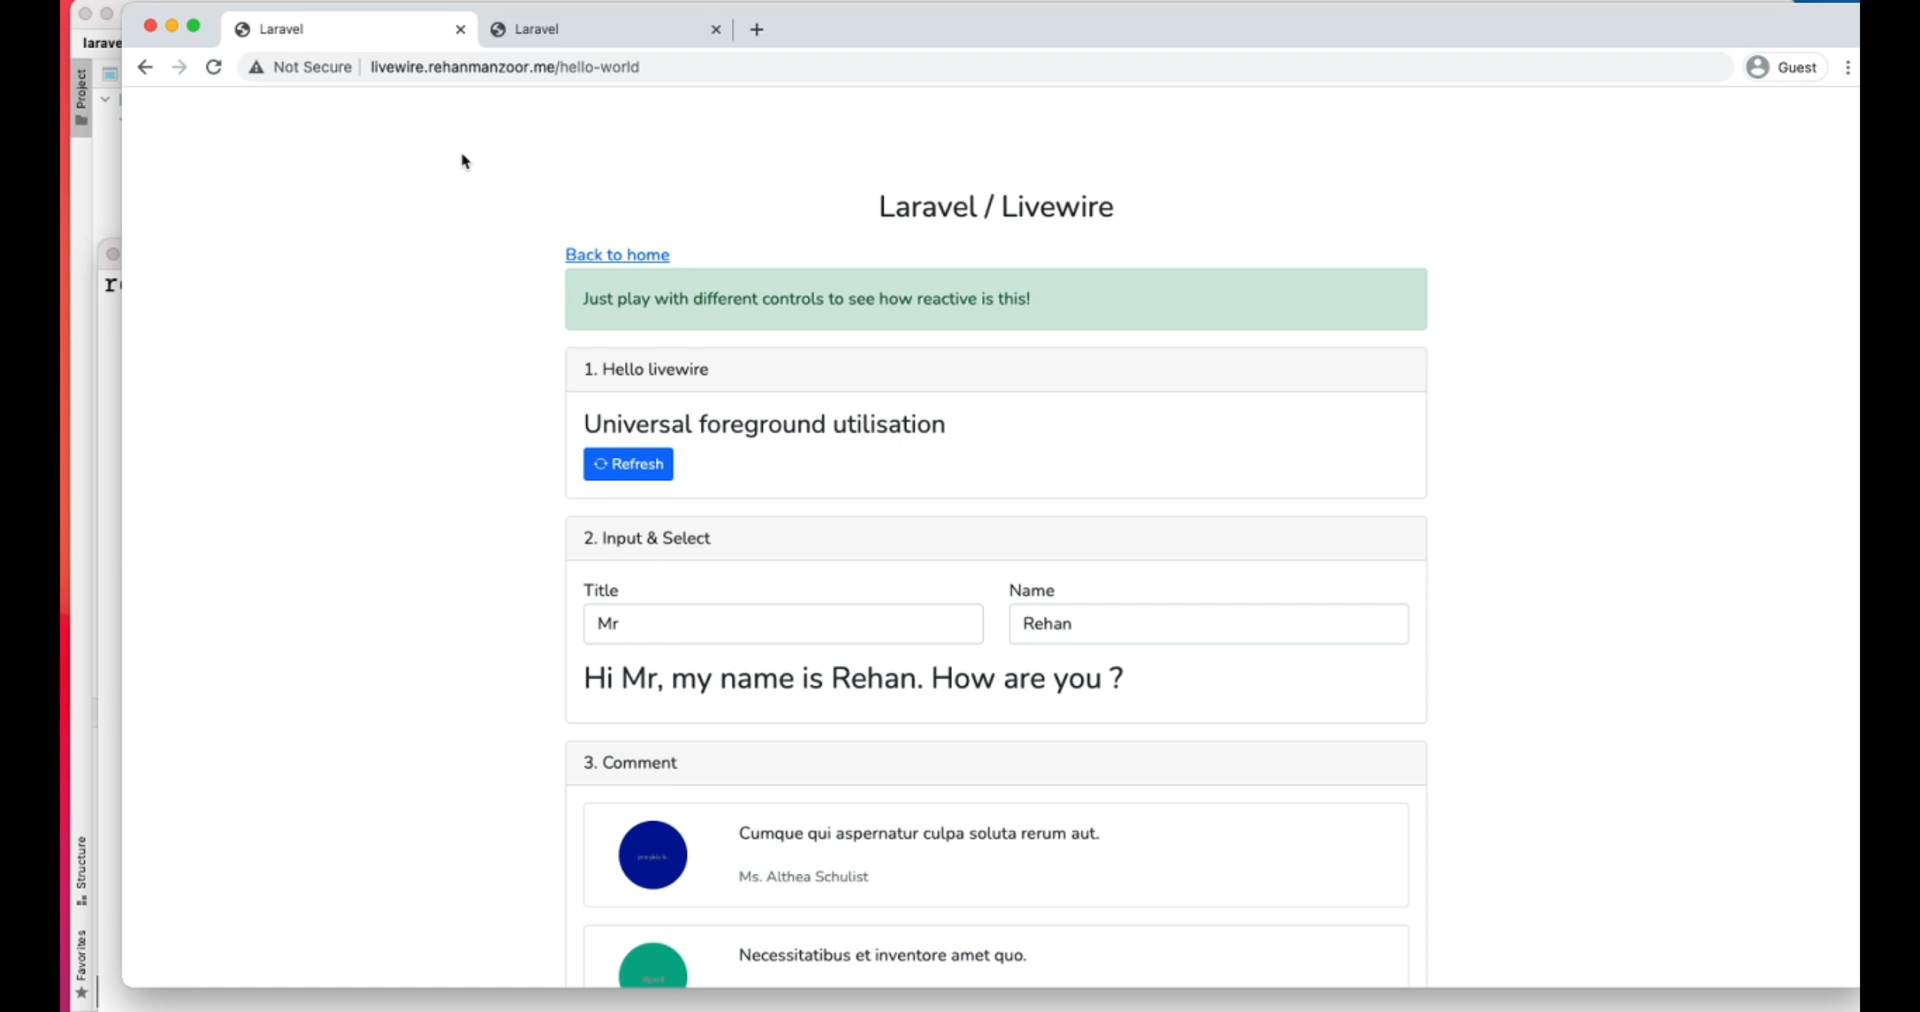 Laravel
Laravel
larave
Not Secure
livewire.rehanmanzoor.me/hello-world
Guest
Project
Laravel / Livewire
Back to home
Just play with different controls to see how reactive is this!
1. Hello livewire
Universal foreground utilisation
Refresh
2. Input & Select
Title
Name
Mr
Rehan
Hi Mr, my name is Rehan. How are you ?
3. Comment
Cumque qui aspernatur culpa soluta rerum aut.
Ms. Althea Schulist
Necessitatibus et inventore amet quo.
Structure
Favorites